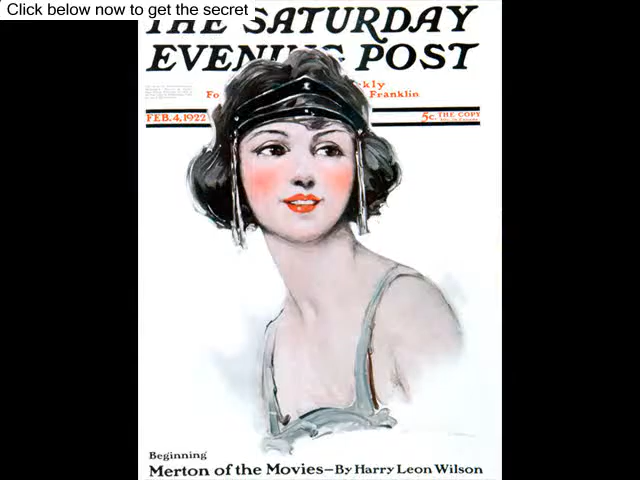 Click below now to get the secret
THE SATURDAY
EVENING POST
Fo kly
Franklin
FEB. 4, 1922
5c. THE COPY
Beginning
Merton of the Movies—By Harry Leon Wilson